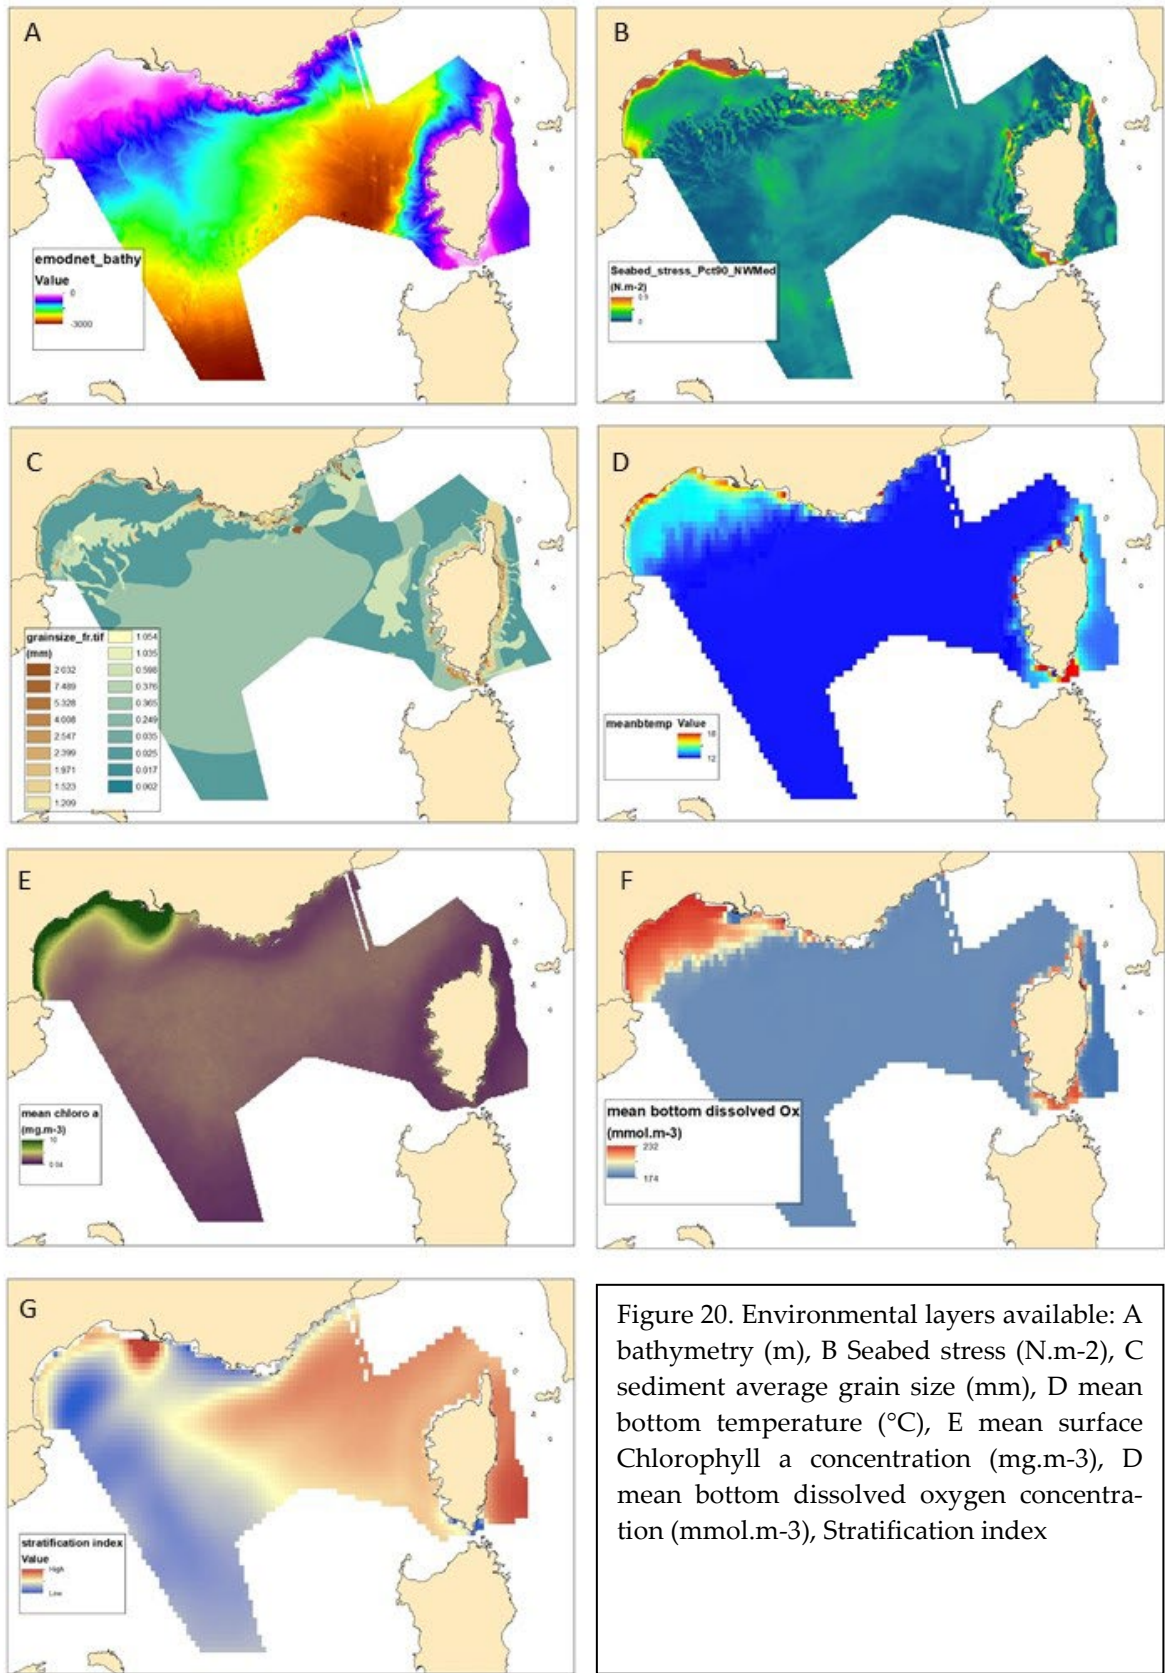 A
emodnet_bathy
Value
0
-3000
B
Seabed_stress_Pct90_NWMed
(N.m-2)
0.9
0
C
grainsize_fr.tif
(mm)
2.032
7.489
5.328
4.008
2.547
2.399
1.971
1.523
1.209
1.054
1.035
0.598
0.376
0.365
0.249
0.035
0.025
0.017
0.002
D
meanbtemp Value
18
12
E
mean chloro a
(mg.m-3)
10
0.04
F
mean bottom dissolved Ox
(mmol.m-3)
232
174
G
stratification index
Value
High
Low
Figure 20. Environmental layers available: A
bathymetry (m), B Seabed stress (N.m-2), C
sediment average grain size (mm), D mean
bottom temperature (°C), E mean surface
Chlorophyll a concentration (mg.m-3), D
mean bottom dissolved oxygen concentra-
tion (mmol.m-3), Stratification index